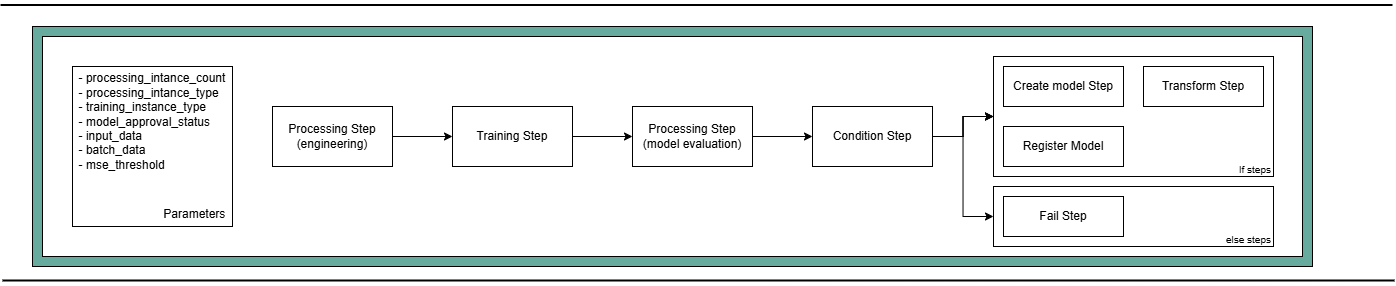 - processing_intance_count
- processing_intance_type
- training_instance_type
- model_approval_status
- input_data
- batch_data
- mse_threshold
Parameters
Processing Step
(engineering)
Training Step
Processing Step
(model evaluation)
Condition Step
Create model Step
Transform Step
Register Model
If steps
Fail Step
else steps